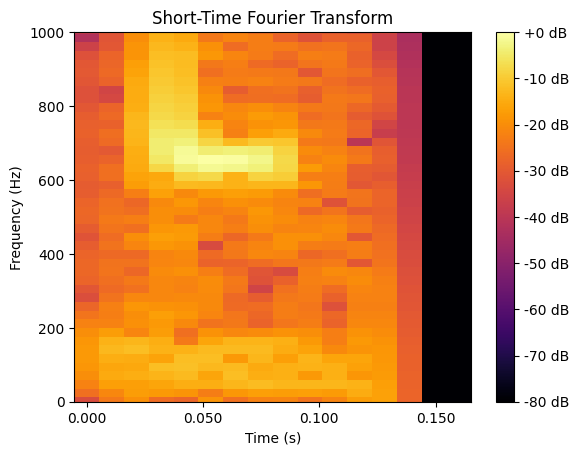 Short-Time Fourier Transform
1000
800
600
400
200
0
Frequency (Hz)
0.000
0.050
0.100
0.150
Time (s)
+0 dB
-10 dB
-20 dB
-30 dB
-40 dB
-50 dB
-60 dB
-70 dB
-80 dB